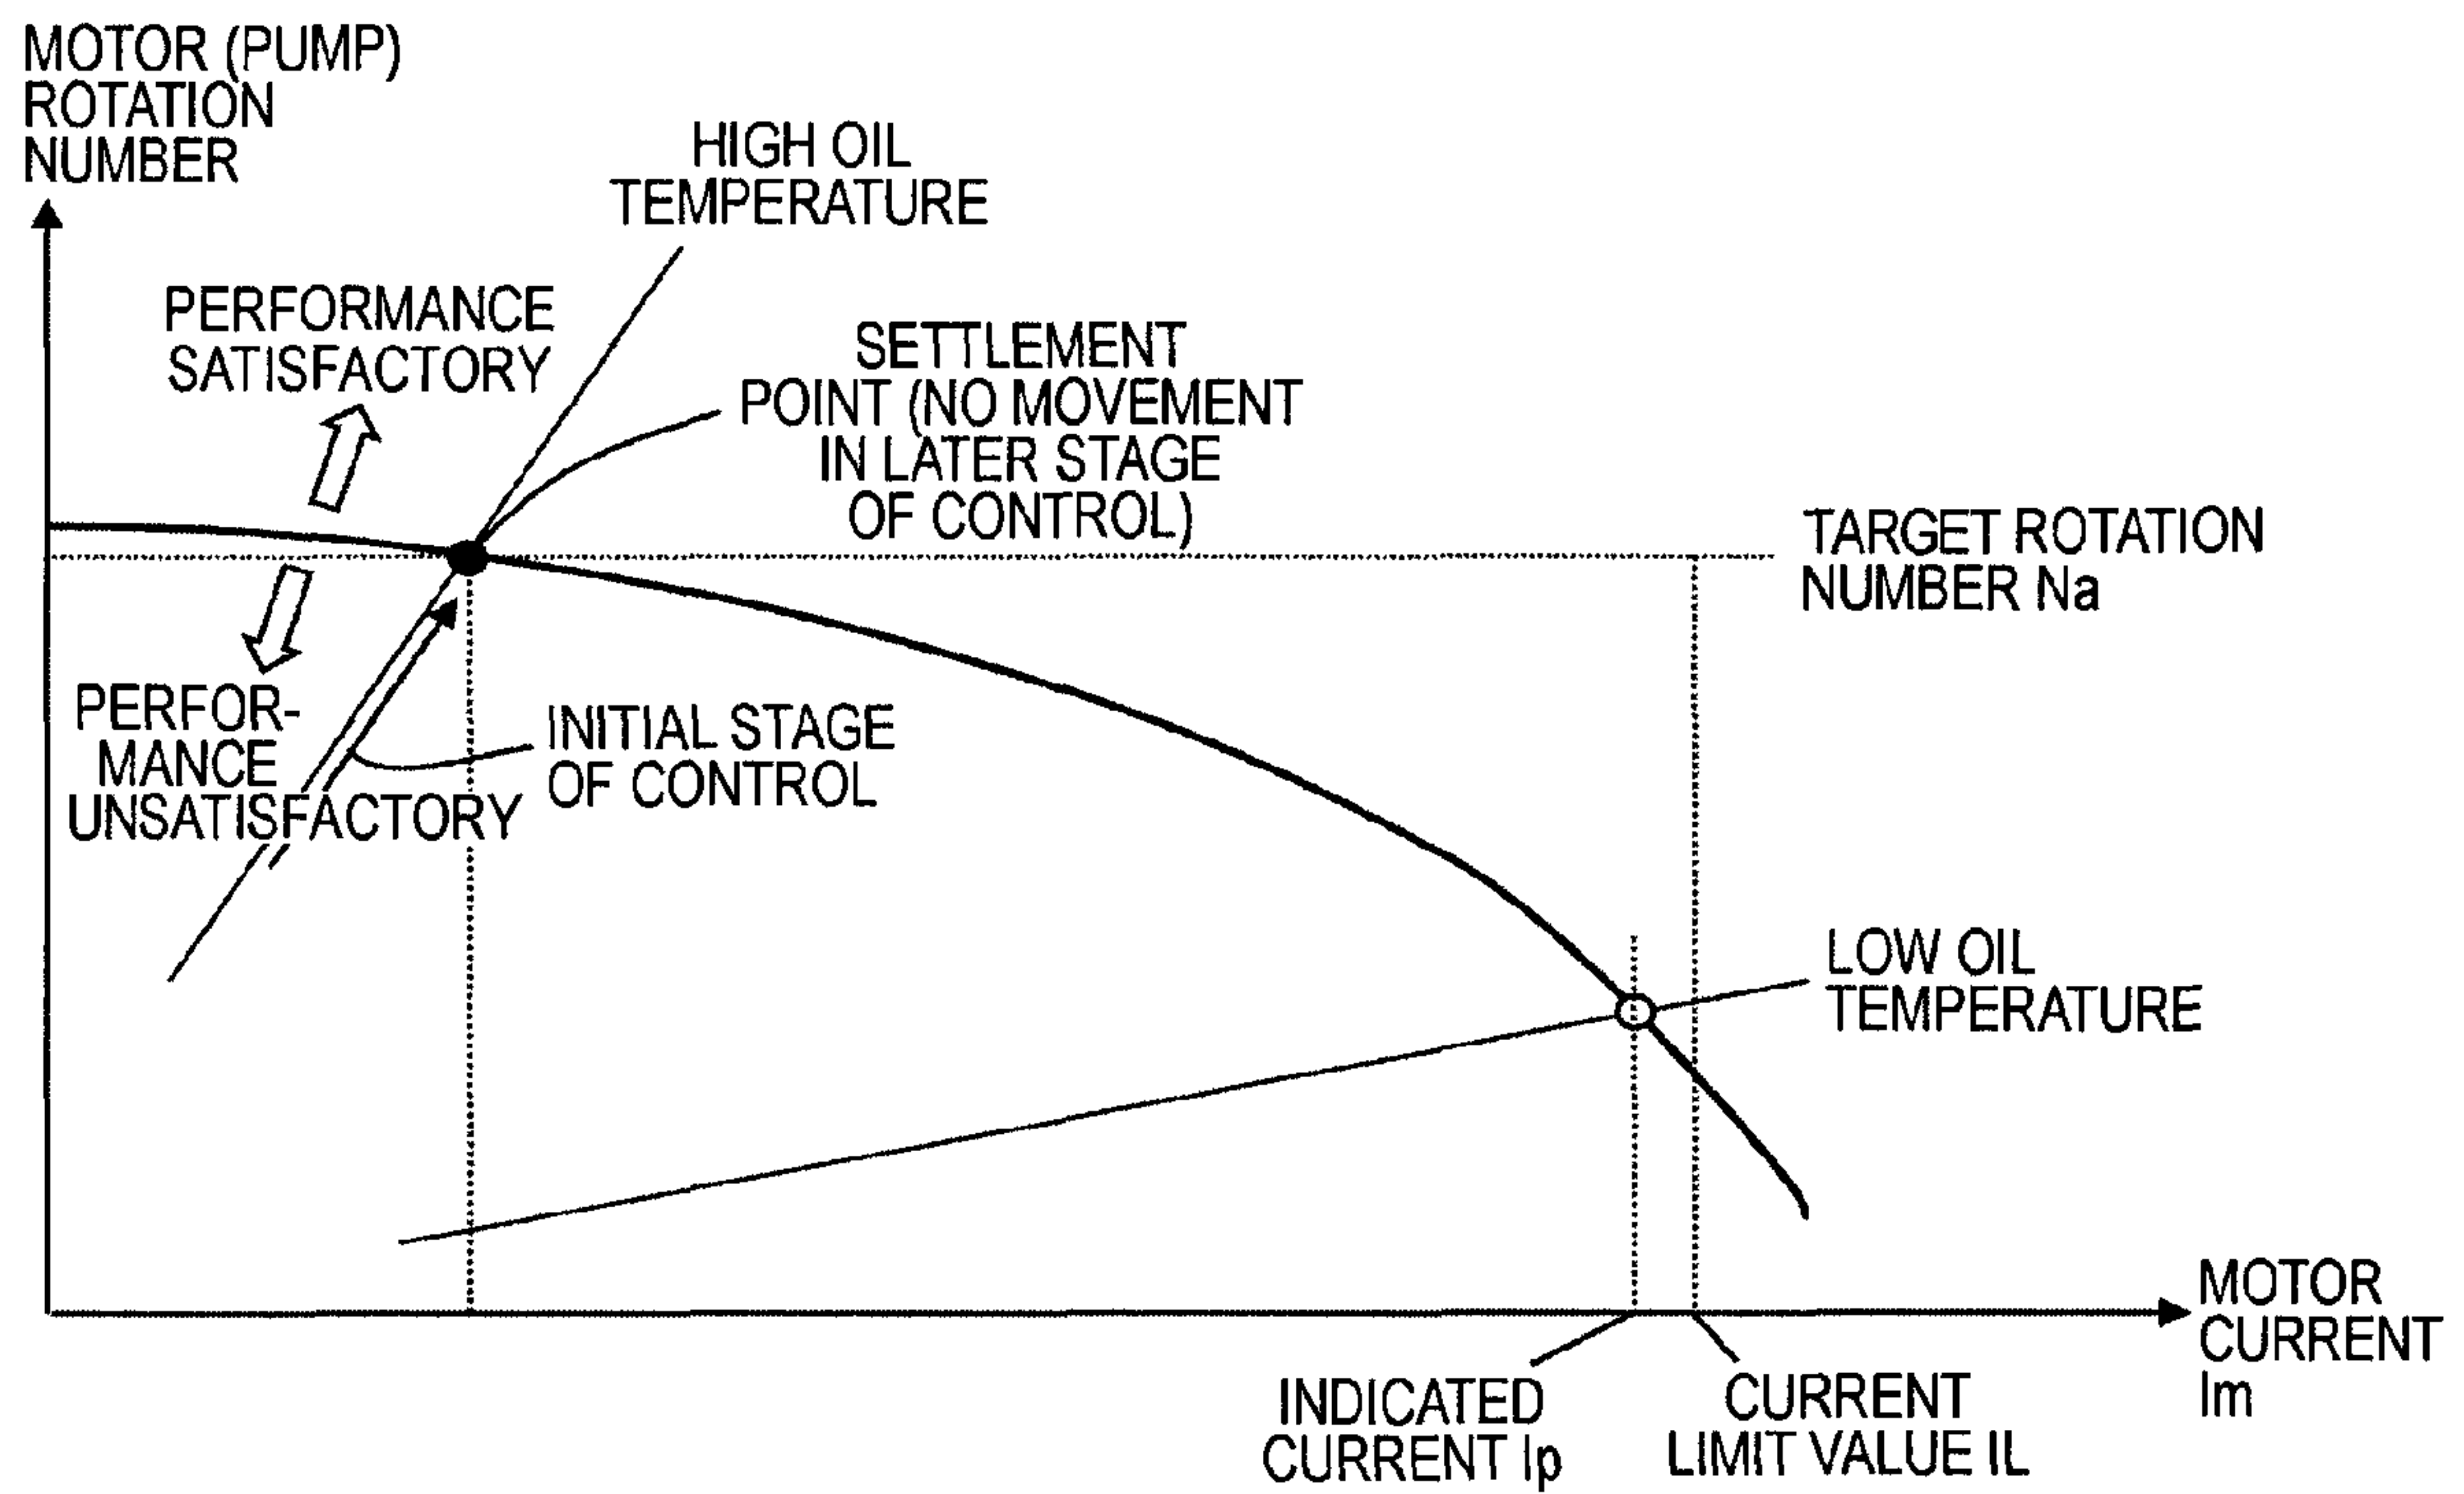 MOTOR (PUMP)
ROTATION
NUMBER
HIGH OIL
TEMPERATURE
PERFORMANCE
SATISFACTORY
SETTLEMENT
POINT (NO MOVEMENT
IN LATER STAGE
OF CONTROL)
TARGET ROTATION
NUMBER Na
PERFOR-
MANCE
UNSATISFACTORY
INITIAL STAGE
OF CONTROL
LOW OIL
TEMPERATURE
MOTOR
CURRENT
Im
INDICATED
CURRENT Ip
CURRENT
LIMIT VALUE IL